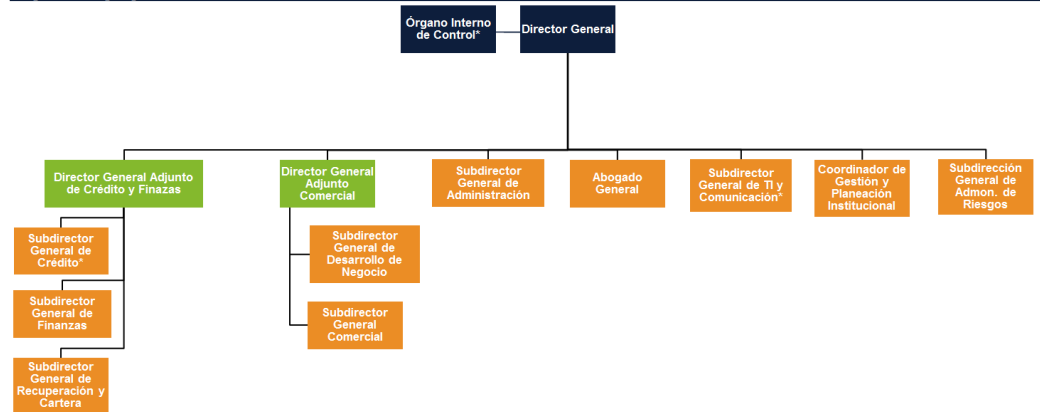 Órgano Interno
de Control*
Director General
Director General Adjunto
de Crédito y Finazas
Director General
Adjunto
Comercial
Subdirector
General de
Administración
Abogado
General
Subdirector
General de TI y
Comunicación*
Coordinador de
Gestión y
Planeación
Institucional
Subdirección
General de
Admon. de
Riesgos
Subdirector
General de
Crédito*
Subdirector
General de
Finanzas
Subdirector
General de
Recuperación y
Cartera
Subdirector
General de
Desarrollo de
Negocio
Subdirector
General
Comercial